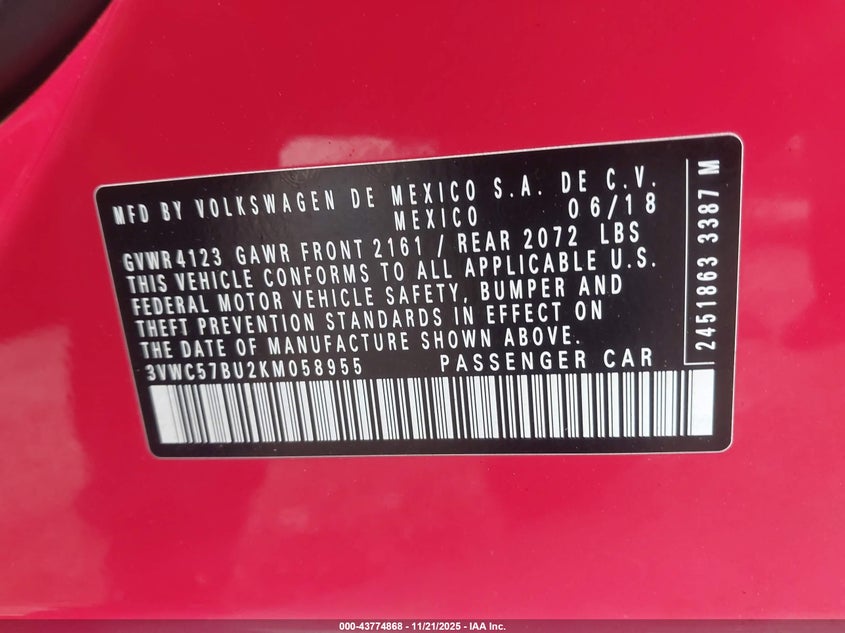 MFD BY VOLKSWAGEN DE MEXICO S.A. DE C.V.
MEXICO 06/18
GVWR 4123 GAWR FRONT 2161 / REAR 2072 LBS
THIS VEHICLE CONFORMS TO ALL APPLICABLE U.S.
FEDERAL MOTOR VEHICLE SAFETY, BUMPER AND
THEFT PREVENTION STANDARDS IN EFFECT ON
THE DATE OF MANUFACTURE SHOWN ABOVE.
3VWC57BU2KM058955 PASSENGER CAR
2451863 3387 M
000-43774868 - 11/21/2025 - IAA Inc.